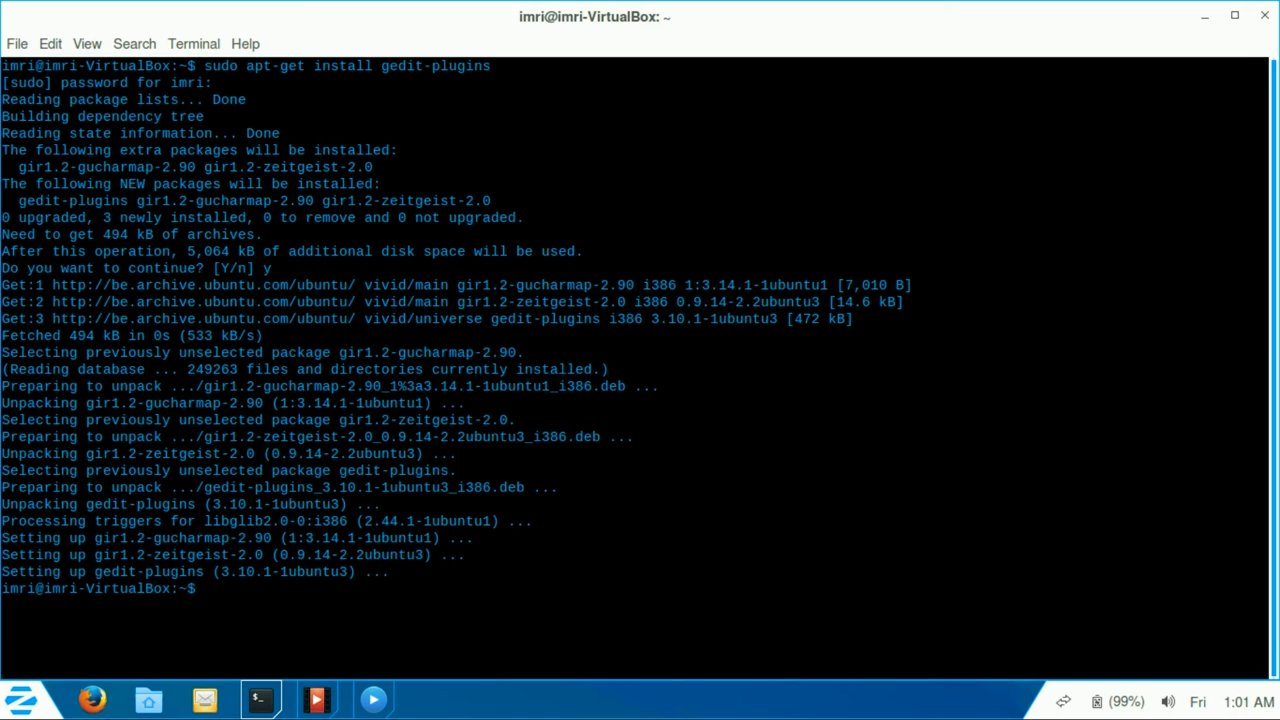 imri@imri-VirtualBox: ~
File Edit View Search Terminal Help
imri@imri-VirtualBox:~$ sudo apt-get install gedit-plugins
[sudo] password for imri:
Reading package lists... Done
Building dependency tree
Reading state information... Done
The following extra packages will be installed:
  gir1.2-gucharmap-2.90 gir1.2-zeitgeist-2.0
The following NEW packages will be installed:
  gedit-plugins gir1.2-gucharmap-2.90 gir1.2-zeitgeist-2.0
0 upgraded, 3 newly installed, 0 to remove and 0 not upgraded.
Need to get 494 kB of archives.
After this operation, 5,064 kB of additional disk space will be used.
Do you want to continue? [Y/n] y
Get:1 http://be.archive.ubuntu.com/ubuntu/ vivid/main gir1.2-gucharmap-2.90 i386 1:3.14.1-1ubuntu1 [7,010 B]
Get:2 http://be.archive.ubuntu.com/ubuntu/ vivid/main gir1.2-zeitgeist-2.0 i386 0.9.14-2.2ubuntu3 [14.6 kB]
Get:3 http://be.archive.ubuntu.com/ubuntu/ vivid/universe gedit-plugins i386 3.10.1-1ubuntu3 [472 kB]
Fetched 494 kB in 0s (533 kB/s)
Selecting previously unselected package gir1.2-gucharmap-2.90.
(Reading database ... 249263 files and directories currently installed.)
Preparing to unpack .../gir1.2-gucharmap-2.90_1%3a3.14.1-1ubuntu1_i386.deb ...
Unpacking gir1.2-gucharmap-2.90 (1:3.14.1-1ubuntu1) ...
Selecting previously unselected package gir1.2-zeitgeist-2.0.
Preparing to unpack .../gir1.2-zeitgeist-2.0_0.9.14-2.2ubuntu3_i386.deb ...
Unpacking gir1.2-zeitgeist-2.0 (0.9.14-2.2ubuntu3) ...
Selecting previously unselected package gedit-plugins.
Preparing to unpack .../gedit-plugins_3.10.1-1ubuntu3_i386.deb ...
Unpacking gedit-plugins (3.10.1-1ubuntu3) ...
Processing triggers for libglib2.0-0:i386 (2.44.1-1ubuntu1) ...
Setting up gir1.2-gucharmap-2.90 (1:3.14.1-1ubuntu1) ...
Setting up gir1.2-zeitgeist-2.0 (0.9.14-2.2ubuntu3) ...
Setting up gedit-plugins (3.10.1-1ubuntu3) ...
imri@imri-VirtualBox:~$
(99%) Fri 1:01 AM